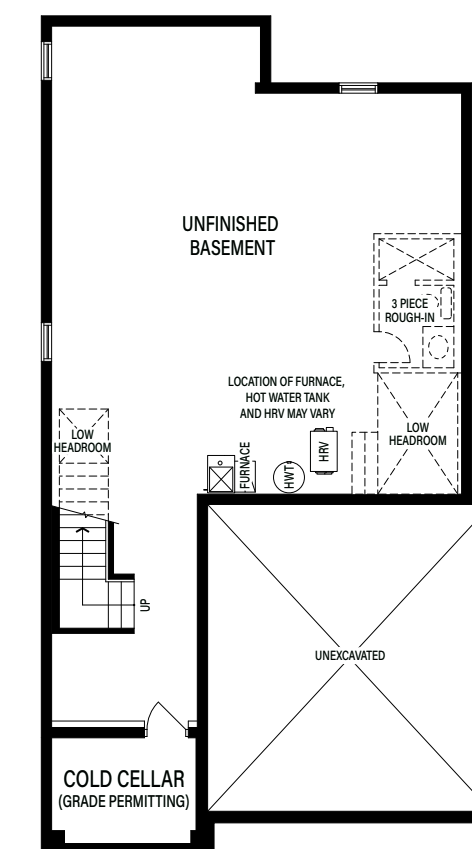 UNFINISHED
BASEMENT
3 PIECE
ROUGH-IN
LOCATION OF FURNACE,
HOT WATER TANK
AND HRV MAY VARY
LOW
HEADROOM
LOW
HEADROOM
FURNACE
HWT
HRV
UP
UNEXCAVATED
COLD CELLAR
(GRADE PERMITTING)